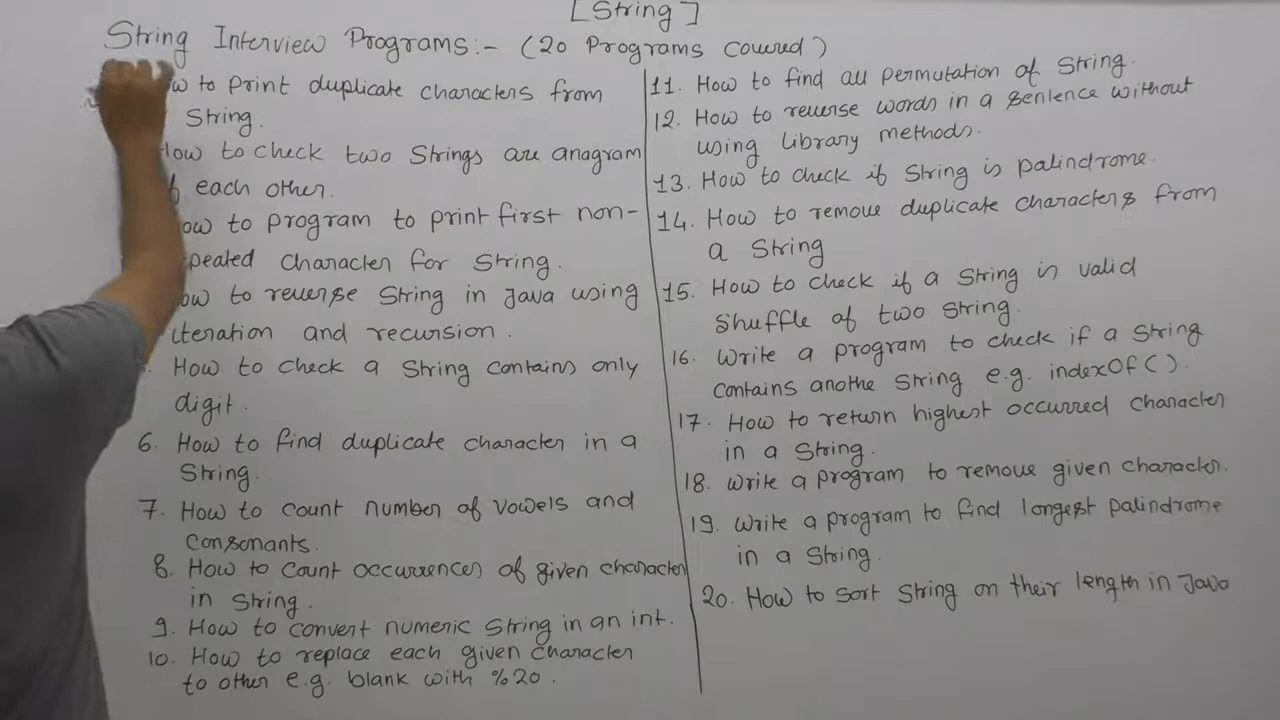 [String]
String Interview Programs:- (20 Programs covered)
to print duplicate characters from
String.
How to check two Strings are anagram
each other.
to program to print first non-
character for String.
to reverse String in Java using
iteration and recursion.
How to check a String contains only
digit.
6. How to find duplicate character in a
String.
7. How to count number of vowels and
Consonants.
8. How to count occurrences of given character
in String.
9. How to convert numeric String in an int.
10. How to replace each given character
to other e.g. blank with %20.
11. How to find all permutation of String.
12. How to reverse words in a sentence without
using library methods.
13. How to check if String is palindrome.
14. How to remove duplicate characters from
a String
15. How to check if a String is valid
shuffle of two String.
16. Write a program to check if a String
contains anothe String e.g. indexOf().
17. How to return highest occurred character
in a String.
18. Write a program to remove given character.
19. Write a program to find longest palindrome
in a String.
20. How to sort String on their length in Java